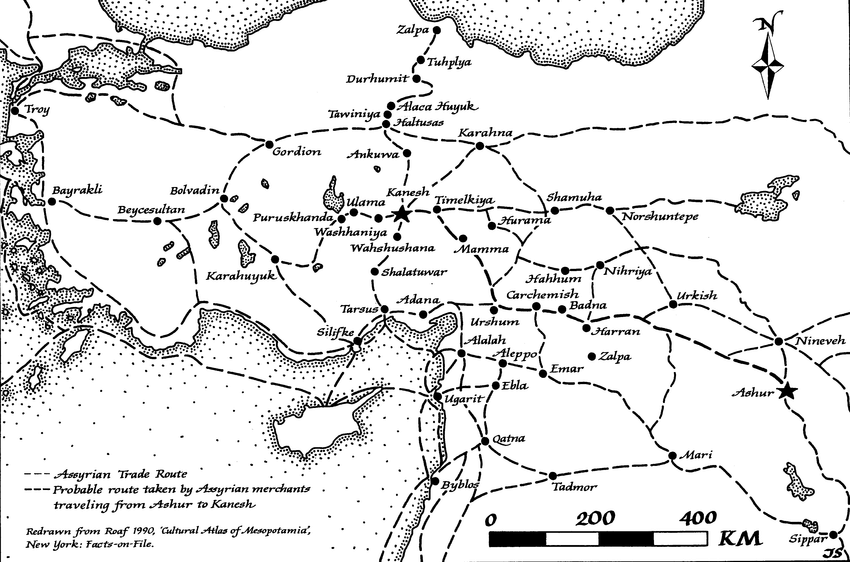 N
Zalpa
Tuhplya
Durhumit
Alaca Huyuk
Tawiniya
Haltusas
Troy
Karahna
Gordion
Ankuwa
Bayrakli
Bolvadin
Kanesh
Timelkiya
Shamuha
Beycesultan
Ulama
Puruskhanda
Hurama
Norshuntepe
Washhaniya
Wahshushana
Mamma
Karahuyuk
Shalatuwar
Hahhum
Nihriya
Tarsus
Adana
Carchemish
Badna
Urkish
Urshum
Silifke
Harran
Nineveh
Alalah
Aleppo
Zalpa
Emar
Ebla
Ashur
Ugarit
Qatna
Mari
Byblos
Tadmor
Sippar
Assyrian Trade Route
Probable route taken by Assyrian merchants
traveling from Ashur to Kanesh
Redrawn from Roaf 1990, 'Cultural Atlas of Mesopotamia',
New York: Facts-on-File.
0 200 400
KM
JS